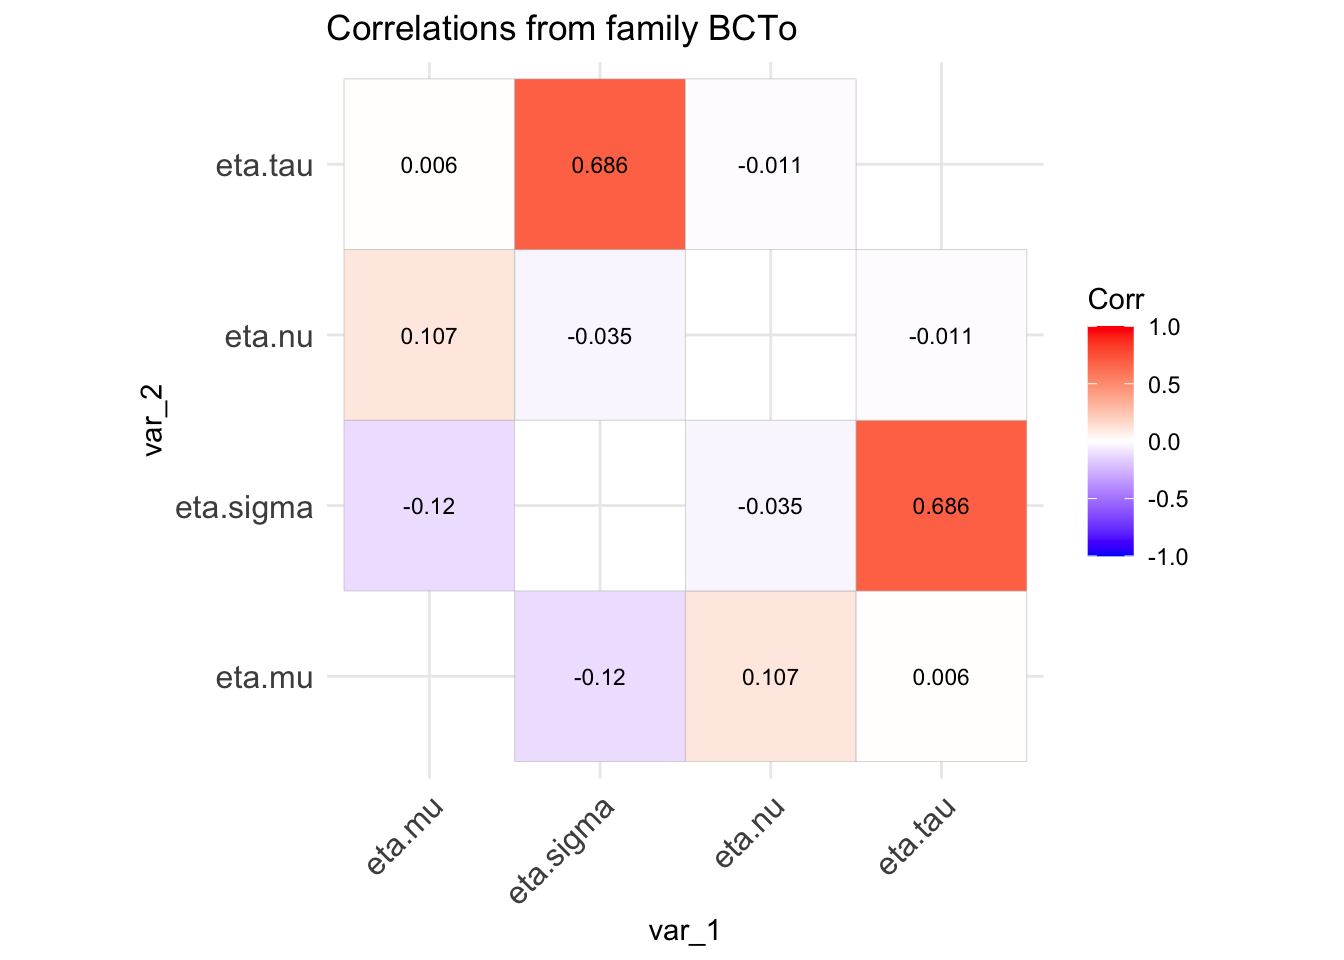 Correlations from family BCTo
eta.tau
0.006
0.686
-0.011
eta.nu
0.107
-0.035
-0.011
eta.sigma
-0.12
-0.035
0.686
eta.mu
-0.12
0.107
0.006
var_2
eta.mu
eta.sigma
eta.nu
eta.tau
var_1
Corr
1.0
0.5
0.0
-0.5
-1.0